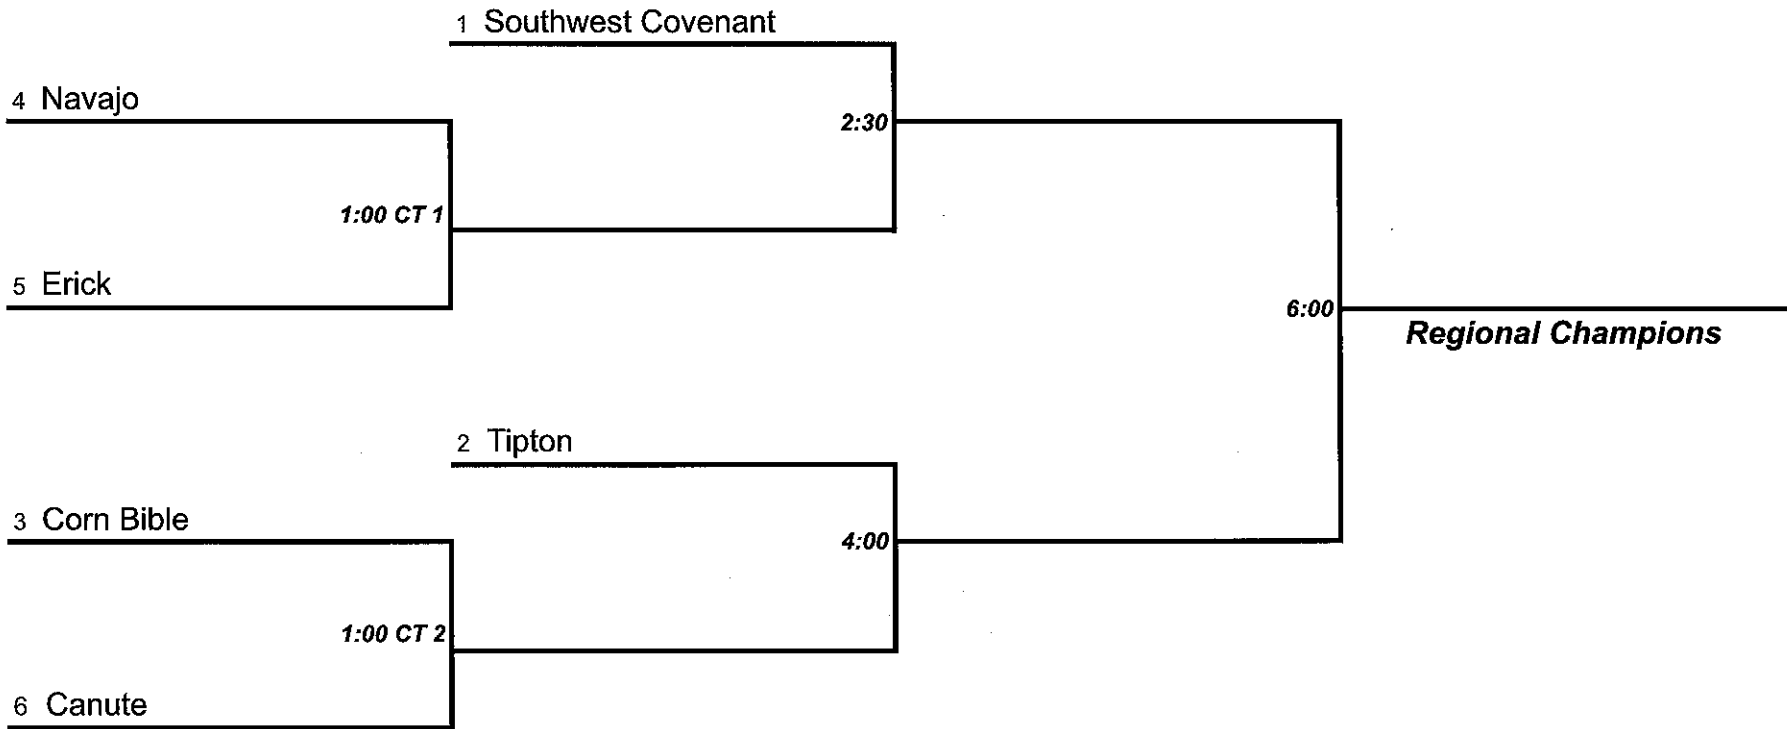 1 Southwest Covenant
4 Navajo
2:30
1:00 CT 1
5 Erick
6:00
Regional Champions
2 Tipton
3 Corn Bible
4:00
1:00 CT 2
6 Canute